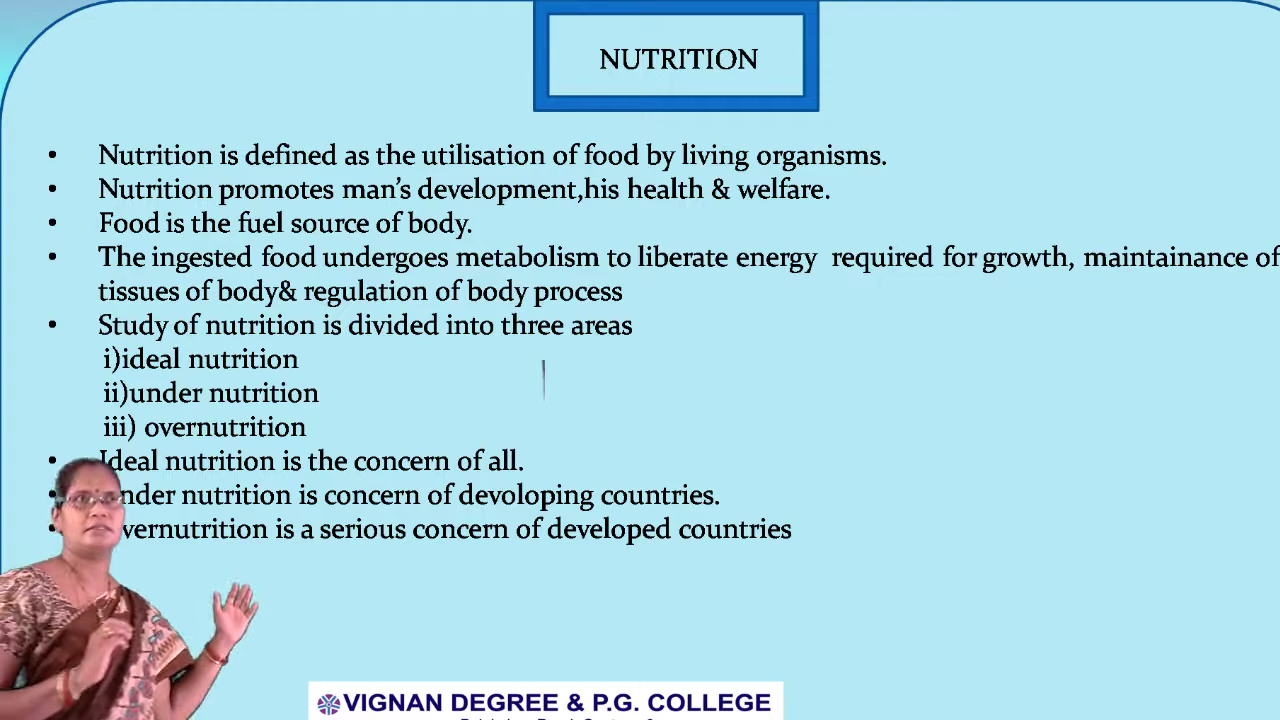 NUTRITION
• Nutrition is defined as the utilisation of food by living organisms.
• Nutrition promotes man's development,his health & welfare.
• Food is the fuel source of body.
• The ingested food undergoes metabolism to liberate energy required for growth, maintainance of
tissues of body& regulation of body process
• Study of nutrition is divided into three areas
i)ideal nutrition
ii)under nutrition
iii) overnutrition
• Ideal nutrition is the concern of all.
nutrition is concern of devoloping countries.
is a serious concern of developed countries
VIGNAN DEGREE & P.G. COLLEGE